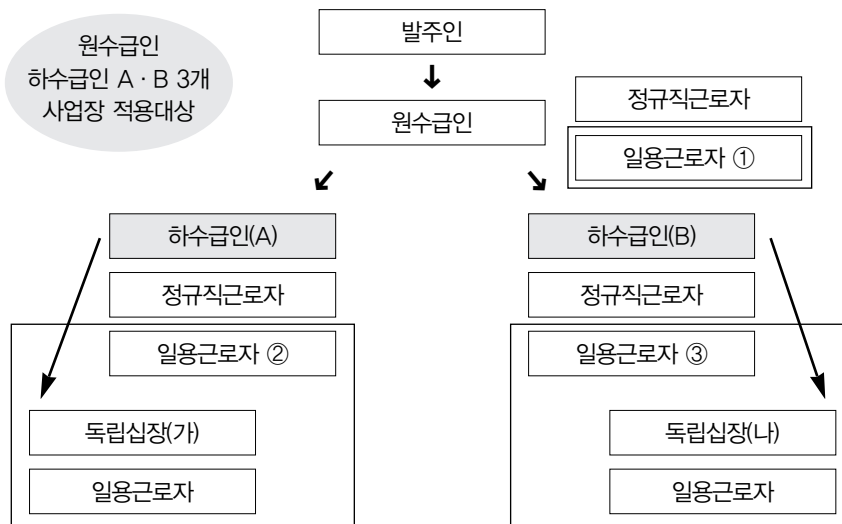 원수급인
하수급인 A · B 3개
사업장 적용대상
발주인
원수급인
정규직근로자
일용근로자 ①
하수급인(A)
정규직근로자
일용근로자 ②
독립십장(가)
일용근로자
하수급인(B)
정규직근로자
일용근로자 ③
독립십장(나)
일용근로자